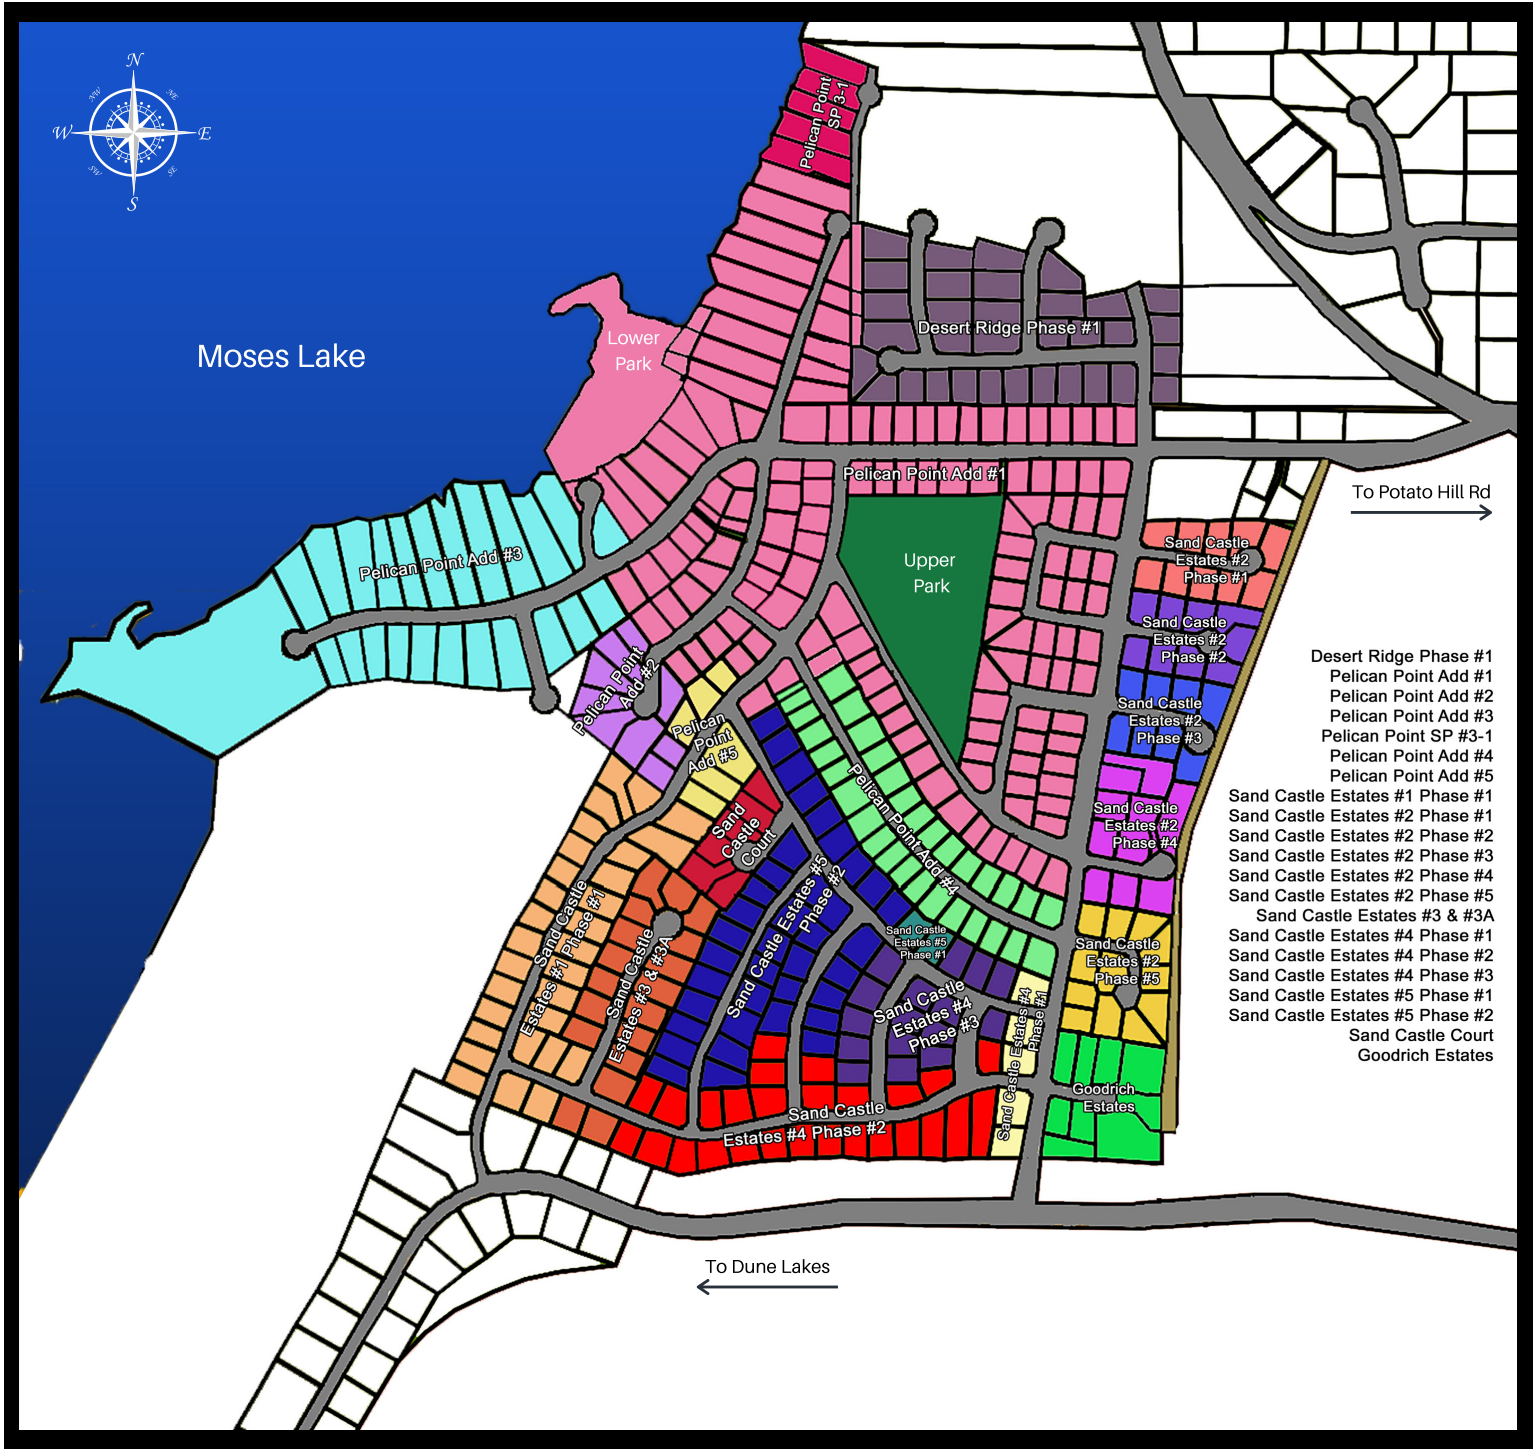 N
NW
NE
W
E
SW
SE
S
Pelican Point
SP 3-1
Lower
Park
Moses Lake
Desert Ridge Phase #1
Pelican Point Add #1
To Potato Hill Rd
Upper
Park
Pelican Point Add #3
Sand Castle
Estates #2
Phase #1
Sand Castle
Estates #2
Phase #2
Pelican Point
Add #2
Sand Castle
Estates #2
Phase #3
Pelican
Point
Add #5
Pelican Point Add #4
Sand Castle
Estates #2
Phase #4
Sand
Castle
Court
Sand Castle
Estates #1 Phase #1
Sand Castle
Estates #3 & #3A
Sand Castle Estates #5
Phase #2
Sand Castle
Estates #5
Phase #1
Sand Castle
Estates #2
Phase #5
Sand Castle
Estates #4
Phase #3
Sand Castle Estates #4
Phase #1
Goodrich
Estates
Sand Castle
Estates #4 Phase #2
Desert Ridge Phase #1
Pelican Point Add #1
Pelican Point Add #2
Pelican Point Add #3
Pelican Point SP #3-1
Pelican Point Add #4
Pelican Point Add #5
Sand Castle Estates #1 Phase #1
Sand Castle Estates #2 Phase #1
Sand Castle Estates #2 Phase #2
Sand Castle Estates #2 Phase #3
Sand Castle Estates #2 Phase #4
Sand Castle Estates #2 Phase #5
Sand Castle Estates #3 & #3A
Sand Castle Estates #4 Phase #1
Sand Castle Estates #4 Phase #2
Sand Castle Estates #4 Phase #3
Sand Castle Estates #5 Phase #1
Sand Castle Estates #5 Phase #2
Sand Castle Court
Goodrich Estates
To Dune Lakes